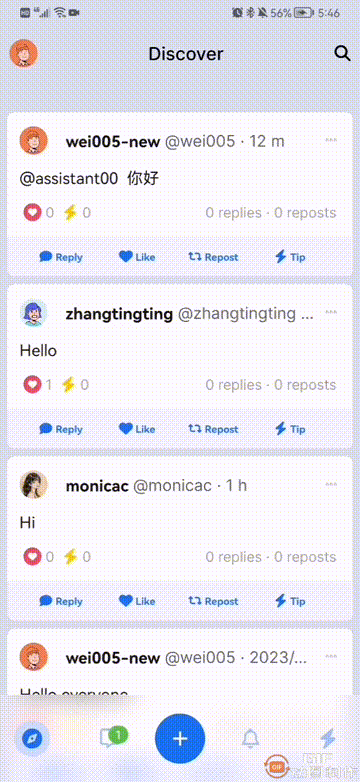 56% 5:46
Discover
wei005-new @wei005 · 12 m ...
@assistant00 你好
0 0 0 replies · 0 reposts
Reply Like Repost Tip
zhangtingting @zhangtingting ... ...
Hello
1 0 0 replies · 0 reposts
Reply Like Repost Tip
monicac @monicac · 1 h ...
Hi
0 0 0 replies · 0 reposts
Reply Like Repost Tip
wei005-new @wei005 · 2023/... ...
Hello everyone
1
GIF
GIF